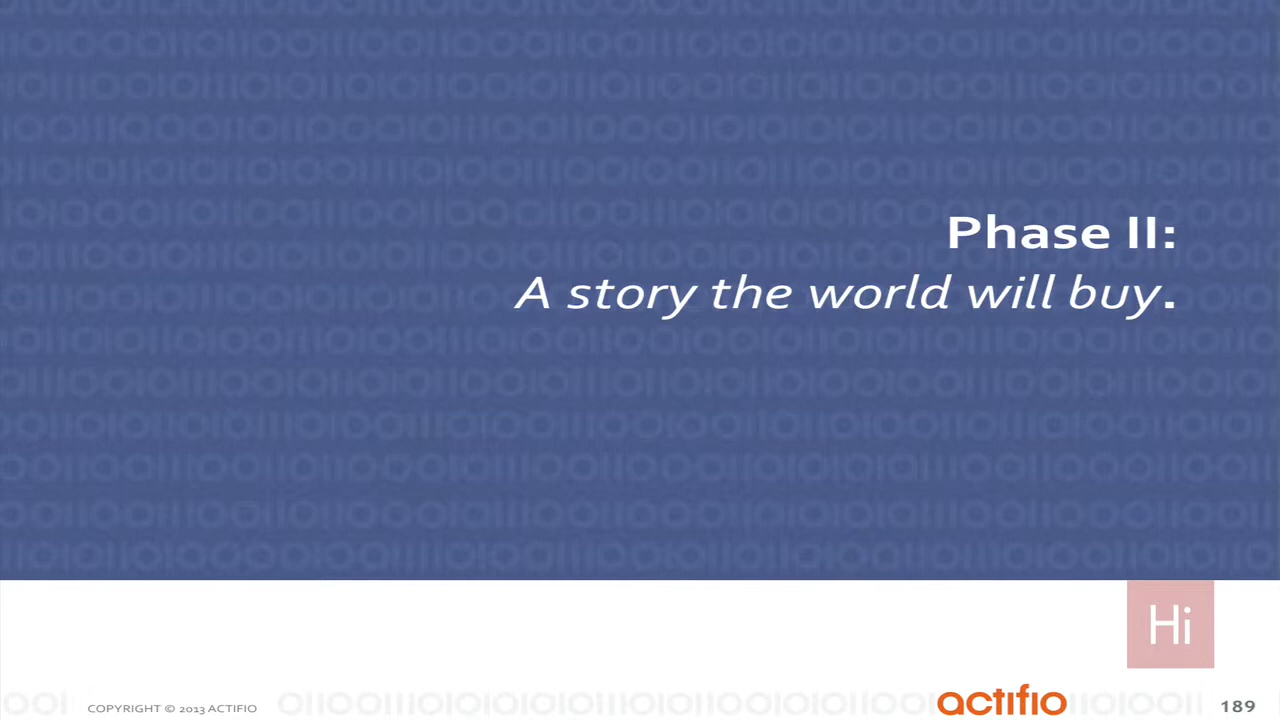 Phase II:
A story the world will buy.
Hi
COPYRIGHT © 2013 ACTIFIO
actifio
189